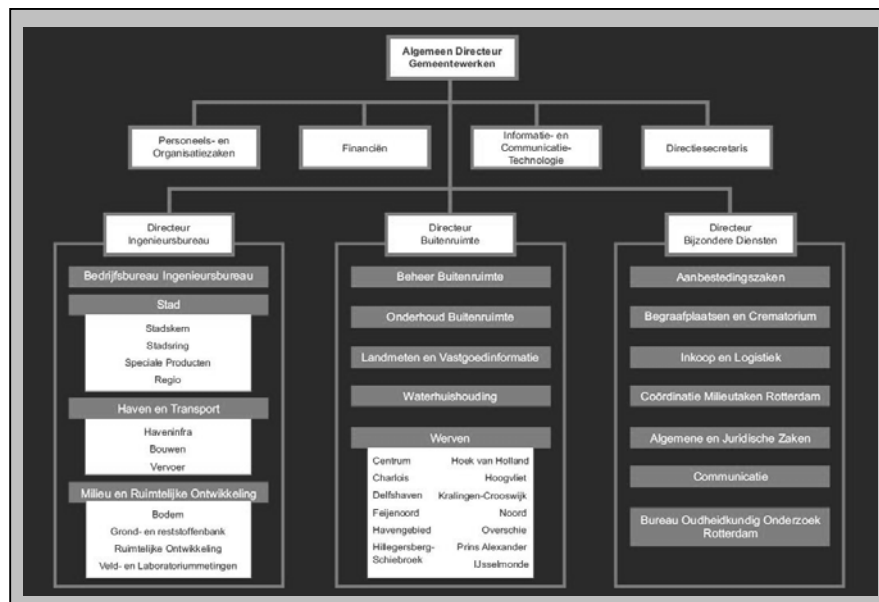 Algemeen Directeur
Gemeentewerken
Personeels- en
Organisatiezaken
Financiën
Informatie- en
Communicatie-
Technologie
Directiesecretaris
Directeur
Ingenieursbureau
Bedrijfsbureau Ingenieursbureau
Stad
Stadskern
Stadsring
Speciale Producten
Regio
Haven en Transport
Haveninfra
Bouwen
Vervoer
Milieu en Ruimtelijke Ontwikkeling
Bodem
Grond- en reststoffenbank
Ruimtelijke Ontwikkeling
Veld- en Laboratoriummetingen
Directeur
Buitenruimte
Beheer Buitenruimte
Onderhoud Buitenruimte
Landmeten en Vastgoedinformatie
Waterhuishouding
Werven
Centrum
Charlois
Delfshaven
Feijenoord
Havengebied
Hillegersberg-
Schiebroek
Hoek van Holland
Hoogvliet
Kralingen-Crooswijk
Noord
Overschie
Prins Alexander
IJsselmonde
Directeur
Bijzondere Diensten
Aanbestedingszaken
Begraafplaatsen en Crematorium
Inkoop en Logistiek
Coördinatie Milieutaken Rotterdam
Algemene en Juridische Zaken
Communicatie
Bureau Oudheidkundig Onderzoek
Rotterdam